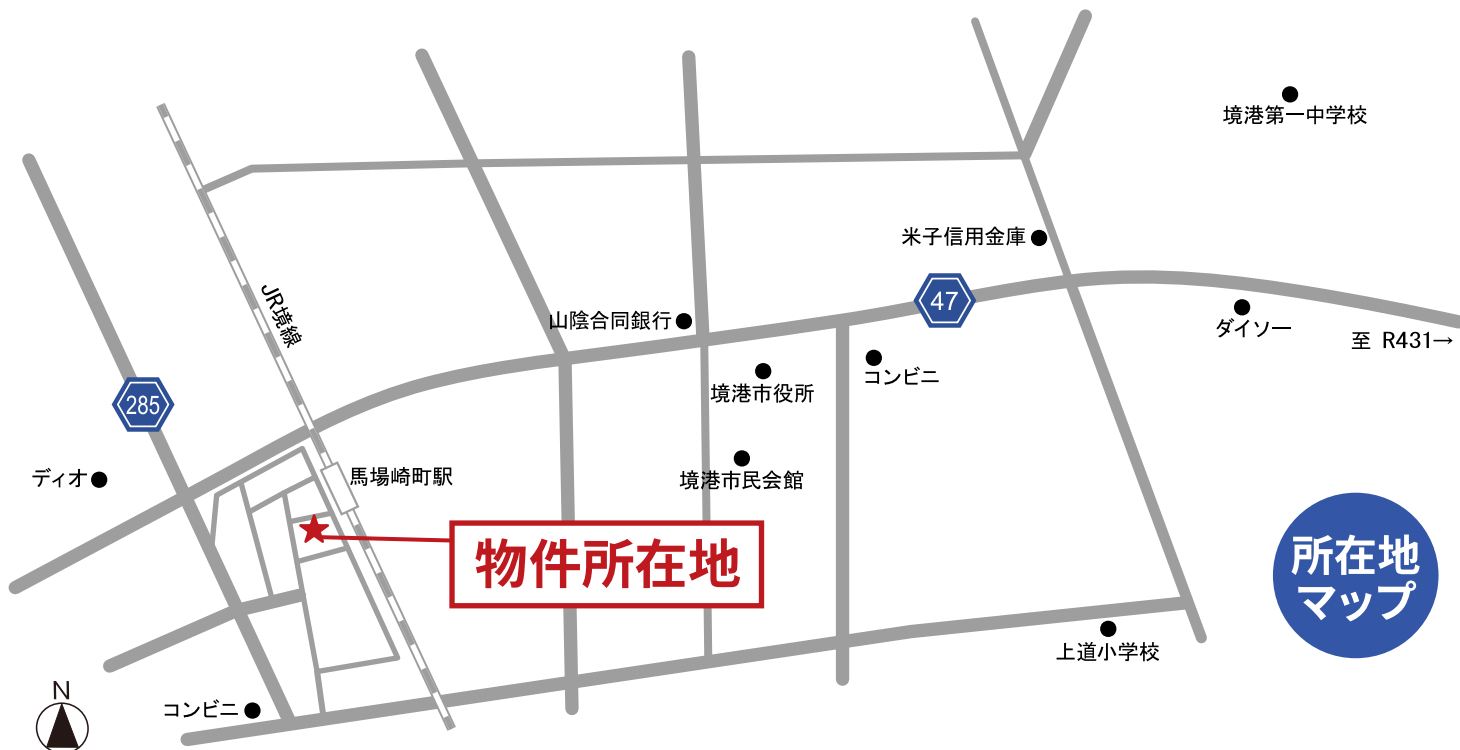 境港第一中学校
米子信用金庫
47
JR境線
山陰合同銀行
ダイソー
至 R431→
コンビニ
境港市役所
285
ディオ
馬場崎町駅
境港市民会館
物件所在地
所在地
マップ
上道小学校
コンビニ
N